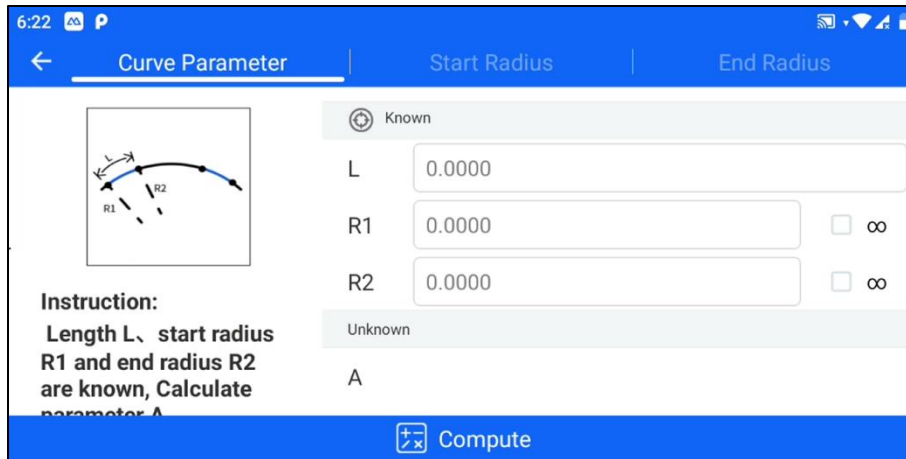 6:22
Curve Parameter
Start Radius
End Radius
L
R1
R2
Instruction:
Length L、start radius
R1 and end radius R2
are known, Calculate
parameter A
Known
L 0.0000
R1 0.0000 ∞
R2 0.0000 ∞
Unknown
A
Compute